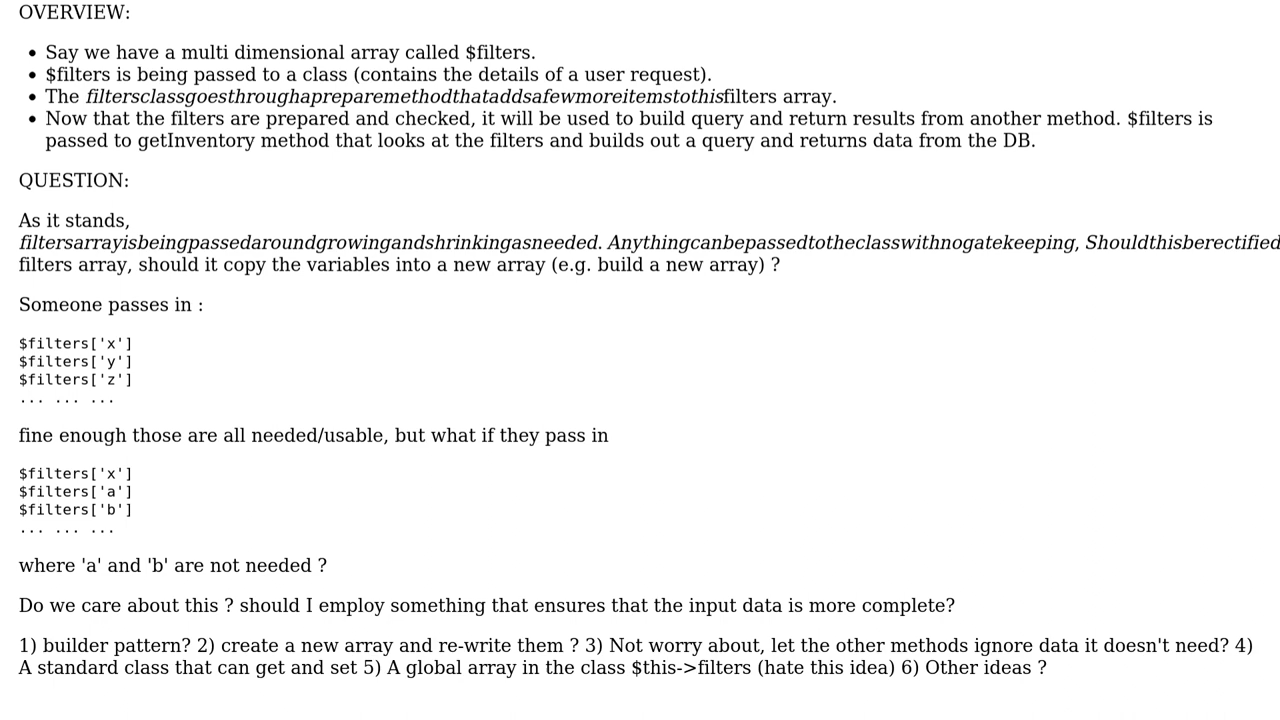 OVERVIEW:
• Say we have a multi dimensional array called $filters.
• $filters is being passed to a class (contains the details of a user request).
• The filtersclassgoesthroughapreparemethodthataddsafewmoreitemstothisfilters array.
• Now that the filters are prepared and checked, it will be used to build query and return results from another method. $filters is
passed to getInventory method that looks at the filters and builds out a query and returns data from the DB.
QUESTION:
As it stands,
filtersarrayisbeingpassedaroundgrowingandshrinkingasneeded. Anythingcanbepassedtotheclasswithnogatekeeping, Shouldthisberectified
filters array, should it copy the variables into a new array (e.g. build a new array) ?
Someone passes in :
$filters['x']
$filters['y']
$filters['z']
... ... ...
fine enough those are all needed/usable, but what if they pass in
$filters['x']
$filters['a']
$filters['b']
... ... ...
where 'a' and 'b' are not needed ?
Do we care about this ? should I employ something that ensures that the input data is more complete?
1) builder pattern? 2) create a new array and re-write them ? 3) Not worry about, let the other methods ignore data it doesn't need? 4)
A standard class that can get and set 5) A global array in the class $this->filters (hate this idea) 6) Other ideas ?